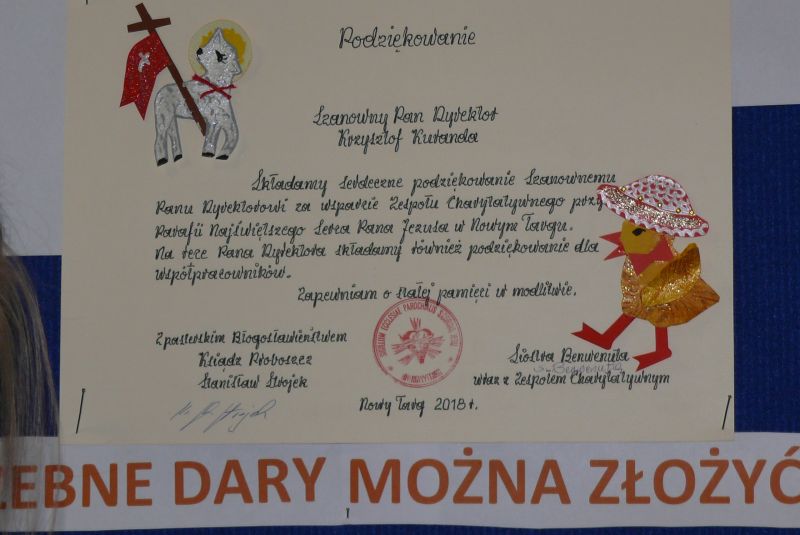 Podziękowanie
Szanowny Pan Dyrektor
Krzysztof Kuranda
Składamy serdeczne podziękowanie Szanownemu
Panu Dyrektorowi za wsparcie Zespołu Charytatywnego przy
Parafii Najświętszego Serca Pana Jezusa w Nowym Targu.
Na ręce Pana Dyrektora składamy również podziękowanie dla
współpracowników.
Zapewniam o stałej pamięci w modlitwie.
Z pasterskim Błogosławieństwem
Ksiądz Proboszcz
Stanisław Strojek
Siostra Benwenuta
s. Benwenuta
wraz z Zespołem Charytatywnym
Nowy Targ 2018 r.
ZEBNE DARY MOŻNA ZŁOŻYĆ